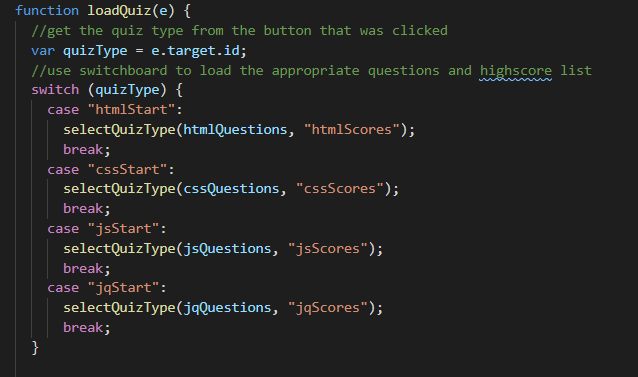 function loadQuiz(e) {
//get the quiz type from the button that was clicked
var quizType = e.target.id;
//use switchboard to load the appropriate questions and highscore list
switch (quizType) {
case "htmlStart":
selectQuizType(htmlQuestions, "htmlScores");
break;
case "cssStart":
selectQuizType(cssQuestions, "cssScores");
break;
case "jsStart":
selectQuizType(jsQuestions, "jsScores");
break;
case "jqStart":
selectQuizType(jqQuestions, "jqScores");
break;
}